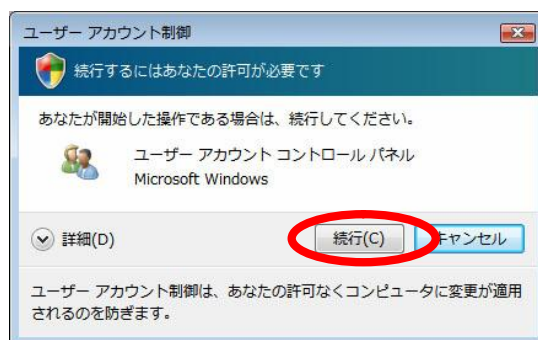 ユーザー アカウント制御
続行するにはあなたの許可が必要です
あなたが開始した操作である場合は、続行してください。
ユーザー アカウント コントロール パネル
Microsoft Windows
詳細(D)
続行(C)
キャンセル
ユーザー アカウント制御は、あなたの許可なくコンピュータに変更が適用
されるのを防ぎます。